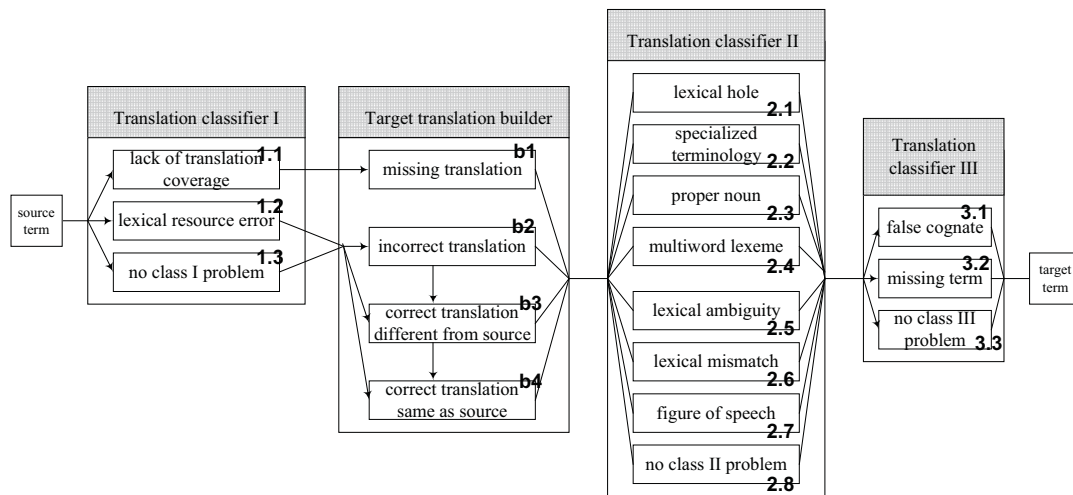 source
term
Translation classifier I
1.1
lack of translation
coverage
1.2
lexical resource error
1.3
no class I problem
Target translation builder
b1
missing translation
b2
incorrect translation
b3
correct translation
different from source
b4
correct translation
same as source
Translation classifier II
lexical hole
2.1
specialized
terminology
2.2
proper noun
2.3
multiword lexeme
2.4
lexical ambiguity
2.5
lexical mismatch
2.6
figure of speech
2.7
no class II problem
2.8
Translation
classifier III
3.1
false cognate
3.2
missing term
no class III
problem
3.3
target
term